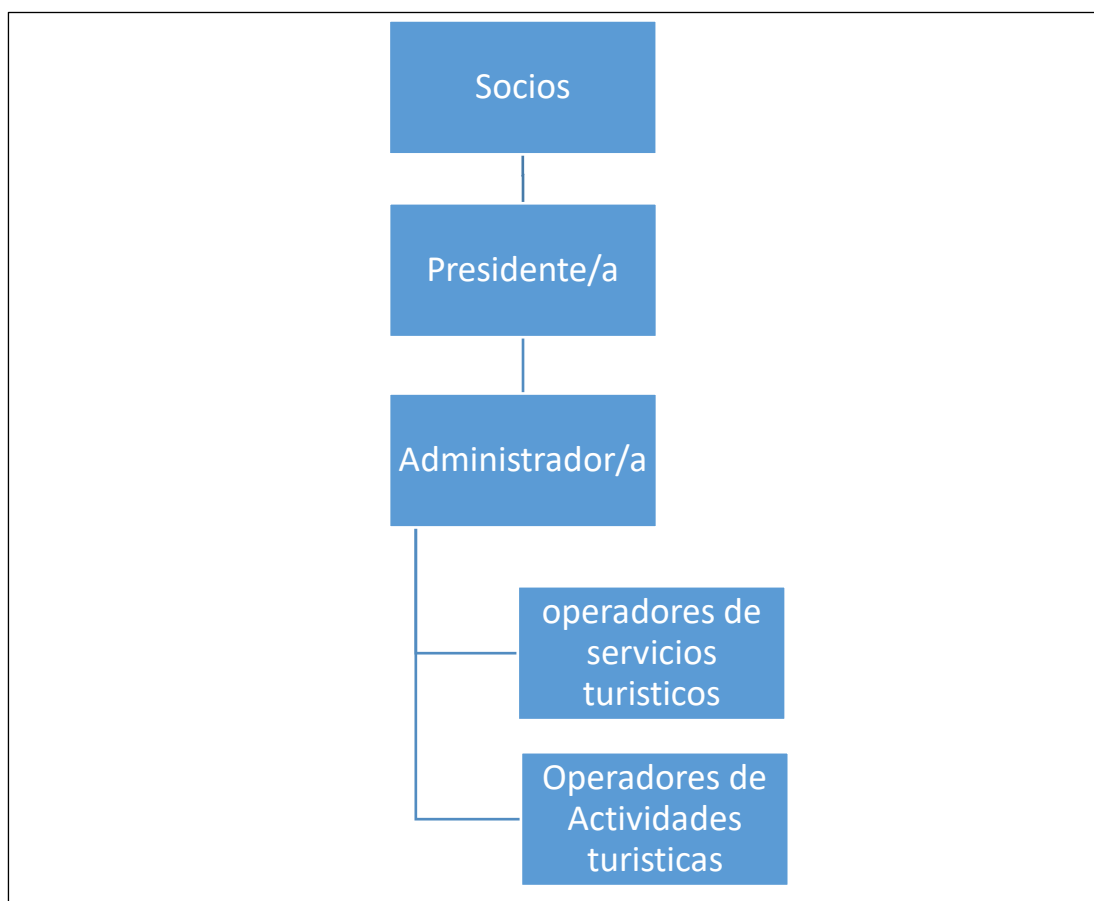 Socios
Presidente/a
Administrador/a
operadores de
servicios
turisticos
Operadores de
Actividades
turisticas